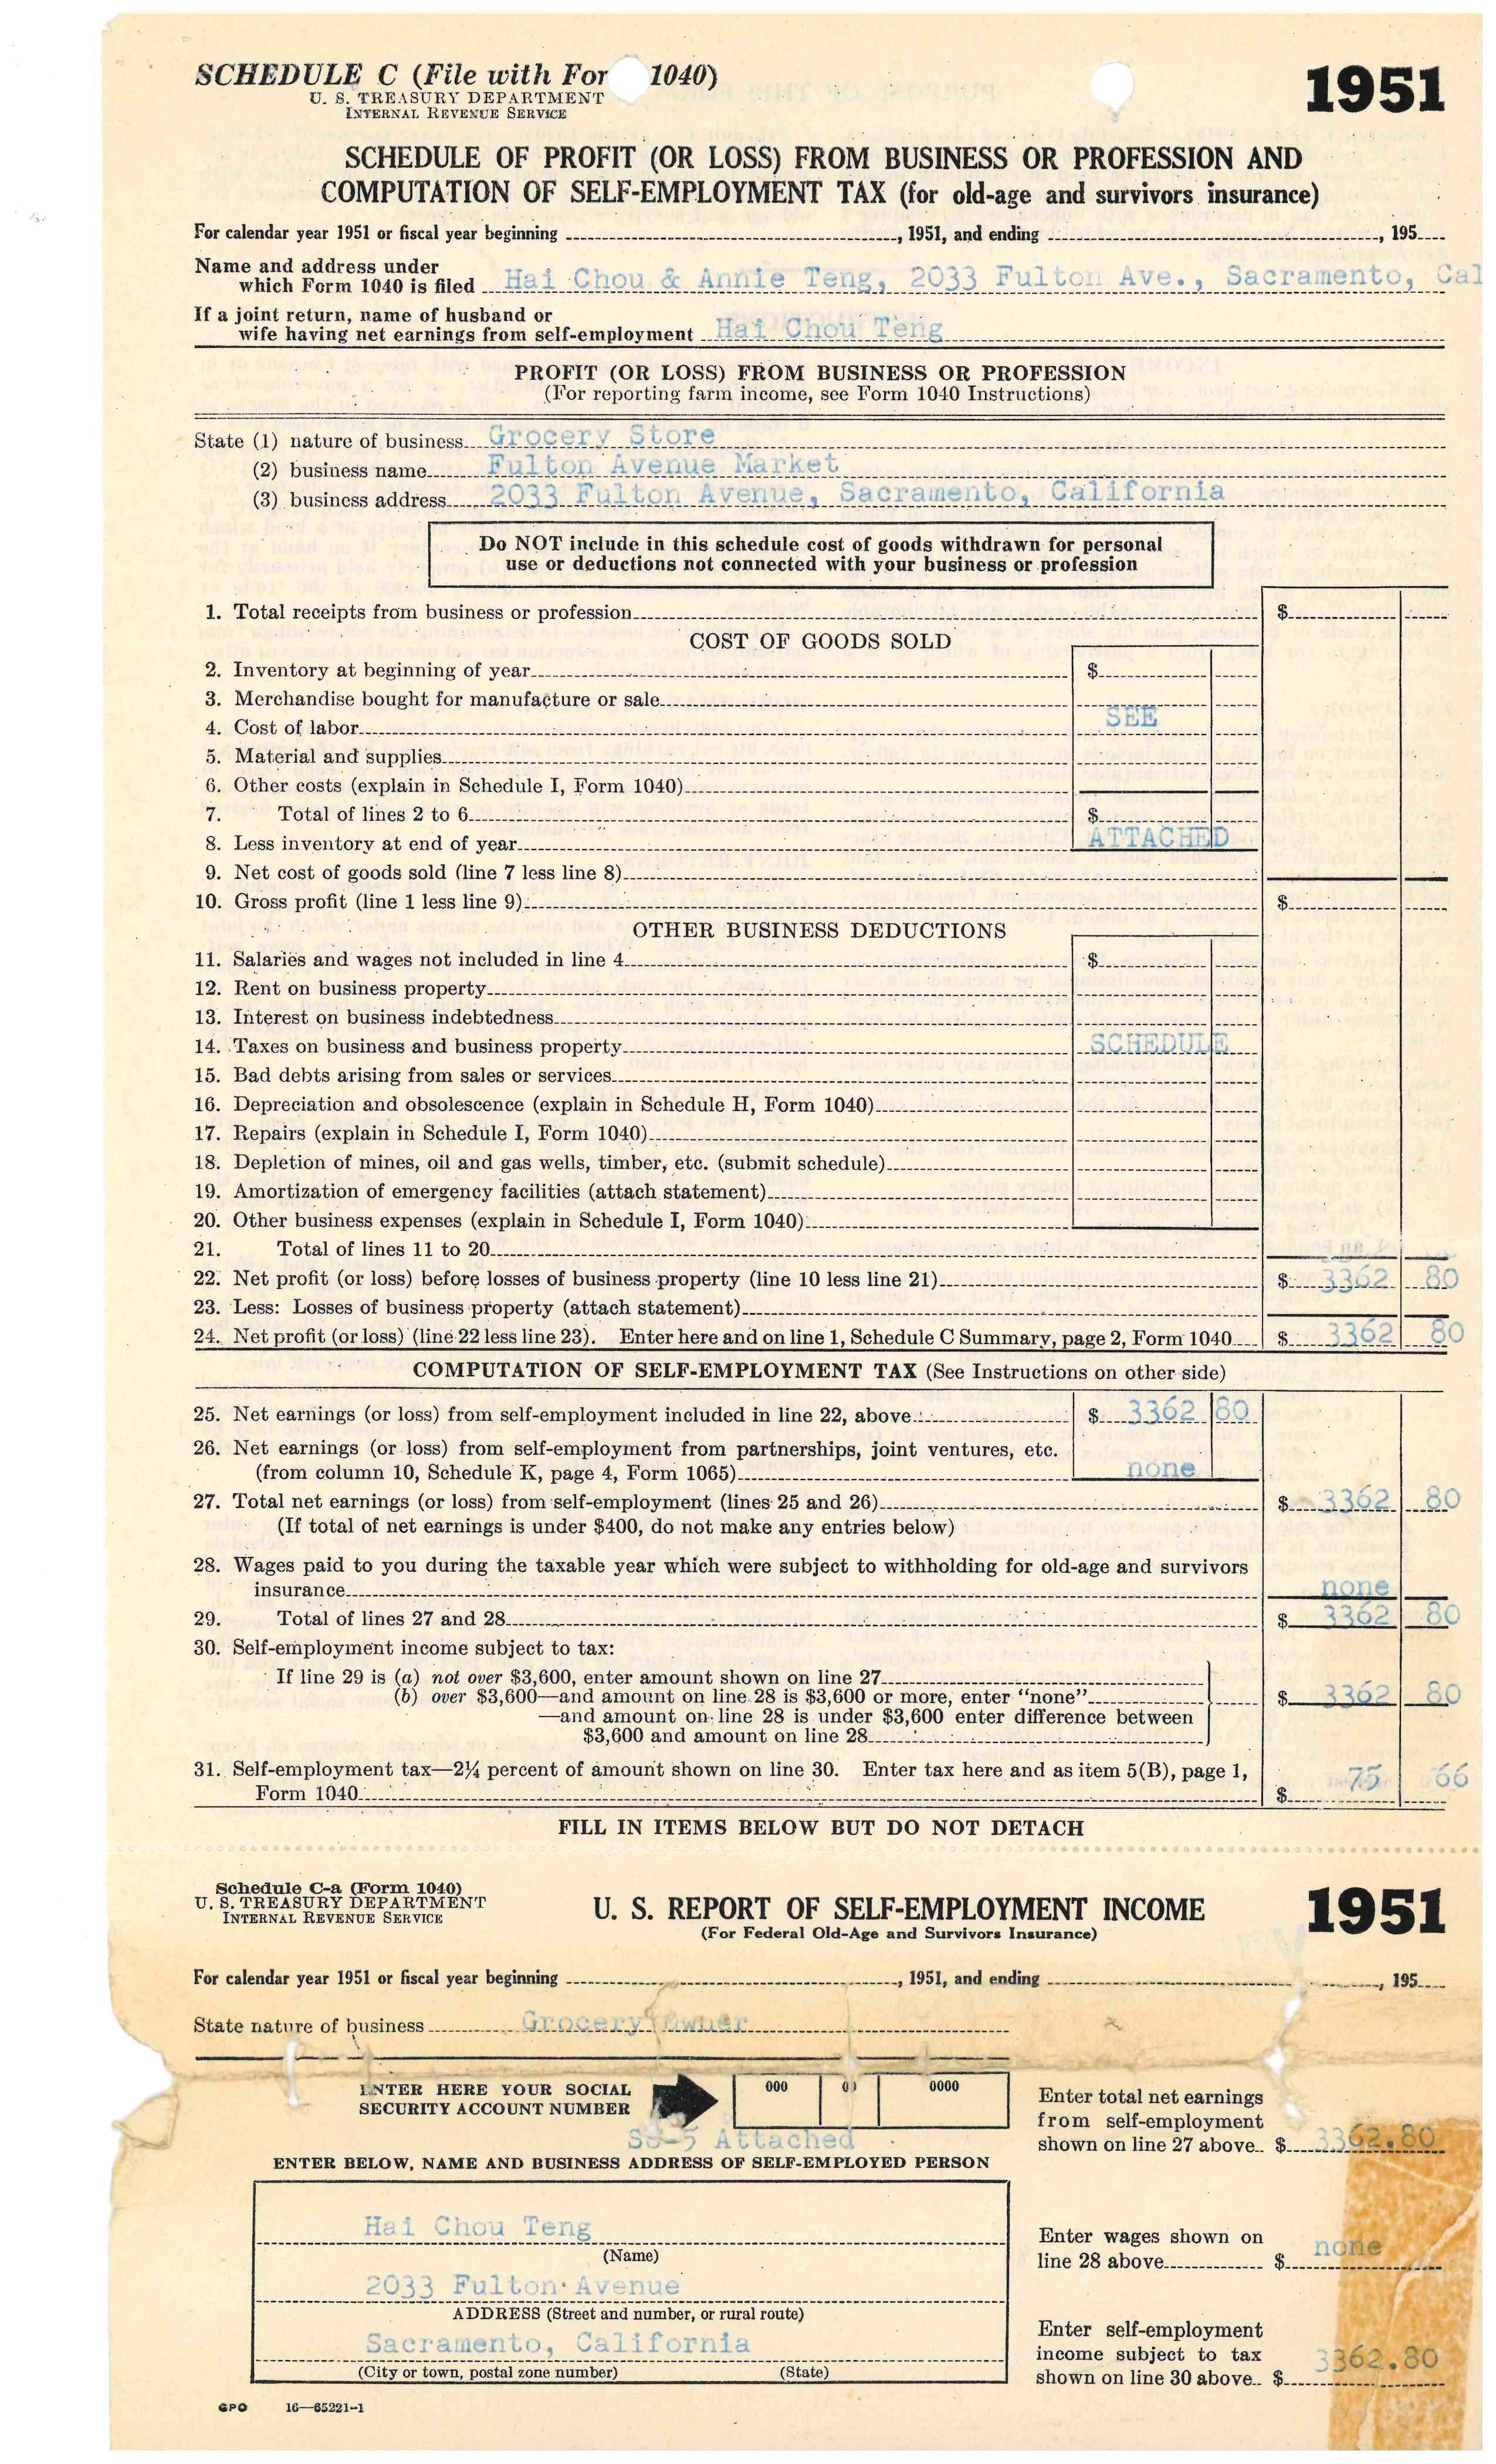 SCHEDULE C (File with For 1040)
U. S. TREASURY DEPARTMENT
INTERNAL REVENUE SERVICE
1951
SCHEDULE OF PROFIT (OR LOSS) FROM BUSINESS OR PROFESSION AND
COMPUTATION OF SELF-EMPLOYMENT TAX (for old-age and survivors insurance)
For calendar year 1951 or fiscal year beginning , 1951, and ending , 195
Name and address under
which Form 1040 is filed Hai Chou & Annie Teng, 2033 Fulton Ave., Sacramento, Cal
If a joint return, name of husband or
wife having net earnings from self-employment Hai Chou Teng
PROFIT (OR LOSS) FROM BUSINESS OR PROFESSION
(For reporting farm income, see Form 1040 Instructions)
State (1) nature of business Grocery Store
(2) business name Fulton Avenue Market
(3) business address 2033 Fulton Avenue, Sacramento, California
Do NOT include in this schedule cost of goods withdrawn for personal
use or deductions not connected with your business or profession
1. Total receipts from business or profession $
COST OF GOODS SOLD
2. Inventory at beginning of year $
3. Merchandise bought for manufacture or sale
SEE
4. Cost of labor
5. Material and supplies
6. Other costs (explain in Schedule I, Form 1040)
7. Total of lines 2 to 6 $
8. Less inventory at end of year ATTACHED
9. Net cost of goods sold (line 7 less line 8)
10. Gross profit (line 1 less line 9) $
OTHER BUSINESS DEDUCTIONS
11. Salaries and wages not included in line 4 $
12. Rent on business property
13. Interest on business indebtedness
14. Taxes on business and business property SCHEDULE
15. Bad debts arising from sales or services
16. Depreciation and obsolescence (explain in Schedule H, Form 1040)
17. Repairs (explain in Schedule I, Form 1040)
18. Depletion of mines, oil and gas wells, timber, etc. (submit schedule)
19. Amortization of emergency facilities (attach statement)
20. Other business expenses (explain in Schedule I, Form 1040)
21. Total of lines 11 to 20
22. Net profit (or loss) before losses of business property (line 10 less line 21) $ 3362 80
23. Less: Losses of business property (attach statement)
24. Net profit (or loss) (line 22 less line 23). Enter here and on line 1, Schedule C Summary, page 2, Form 1040 $ 3362 80
COMPUTATION OF SELF-EMPLOYMENT TAX (See Instructions on other side)
25. Net earnings (or loss) from self-employment included in line 22, above $ 3362 80
26. Net earnings (or loss) from self-employment from partnerships, joint ventures, etc.
(from column 10, Schedule K, page 4, Form 1065) none
27. Total net earnings (or loss) from self-employment (lines 25 and 26) $ 3362 80
(If total of net earnings is under $400, do not make any entries below)
28. Wages paid to you during the taxable year which were subject to withholding for old-age and survivors
insurance none
29. Total of lines 27 and 28 $ 3362 80
30. Self-employment income subject to tax:
If line 29 is (a) not over $3,600, enter amount shown on line 27
(b) over $3,600—and amount on line 28 is $3,600 or more, enter "none" $ 3362 80
—and amount on line 28 is under $3,600 enter difference between
$3,600 and amount on line 28
31. Self-employment tax—2¼ percent of amount shown on line 30. Enter tax here and as item 5(B), page 1,
Form 1040 $ 75 66
FILL IN ITEMS BELOW BUT DO NOT DETACH
Schedule C-a (Form 1040)
U. S. TREASURY DEPARTMENT
INTERNAL REVENUE SERVICE
U. S. REPORT OF SELF-EMPLOYMENT INCOME
(For Federal Old-Age and Survivors Insurance)
1951
For calendar year 1951 or fiscal year beginning , 1951, and ending , 195
State nature of business Grocery Owner
ENTER HERE YOUR SOCIAL
SECURITY ACCOUNT NUMBER
000 00 0000
SS-5 Attached
Enter total net earnings
from self-employment
shown on line 27 above $ 3362.80
ENTER BELOW, NAME AND BUSINESS ADDRESS OF SELF-EMPLOYED PERSON
Hai Chou Teng
(Name)
2033 Fulton Avenue
ADDRESS (Street and number, or rural route)
Sacramento, California
(City or town, postal zone number) (State)
Enter wages shown on
line 28 above $ none
Enter self-employment
income subject to tax
shown on line 30 above $ 3362.80
GPO 16—65221-1